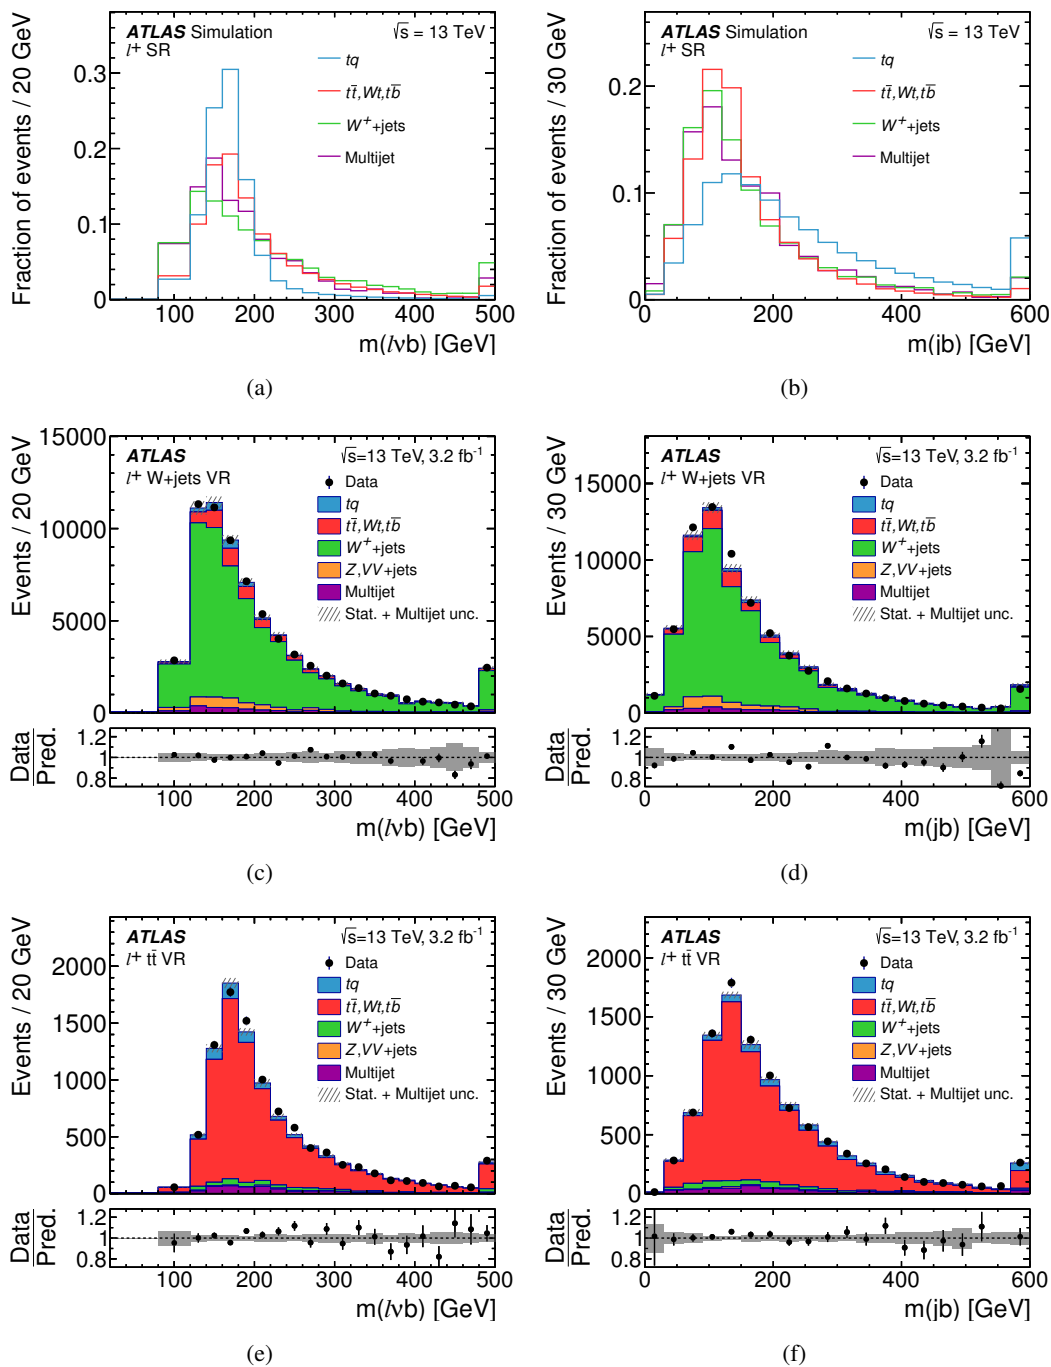 ATLAS Simulation
√s = 13 TeV
l⁺ SR
tq
tt̄,Wt,tb̄
W⁺+jets
Multijet
Fraction of events / 20 GeV
0.3
0.2
0.1
0
100 200 300 400 500
m(lνb) [GeV]
(a)
ATLAS Simulation
√s = 13 TeV
l⁺ SR
tq
tt̄,Wt,tb̄
W⁺+jets
Multijet
Fraction of events / 30 GeV
0.2
0.1
0
0 200 400 600
m(jb) [GeV]
(b)
ATLAS
√s=13 TeV, 3.2 fb⁻¹
l⁺ W+jets VR
Data
tq
tt̄,Wt,tb̄
W⁺+jets
Z,VV+jets
Multijet
Stat. + Multijet unc.
Events / 20 GeV
15000
10000
5000
0
Data
Pred.
1.2
1
0.8
100 200 300 400 500
m(lνb) [GeV]
(c)
ATLAS
√s=13 TeV, 3.2 fb⁻¹
l⁺ W+jets VR
Data
tq
tt̄,Wt,tb̄
W⁺+jets
Z,VV+jets
Multijet
Stat. + Multijet unc.
Events / 30 GeV
15000
10000
5000
0
Data
Pred.
1.2
1
0.8
0 200 400 600
m(jb) [GeV]
(d)
ATLAS
√s=13 TeV, 3.2 fb⁻¹
l⁺ tt̄ VR
Data
tq
tt̄,Wt,tb̄
W⁺+jets
Z,VV+jets
Multijet
Stat. + Multijet unc.
Events / 20 GeV
2000
1500
1000
500
0
Data
Pred.
1.2
1
0.8
100 200 300 400 500
m(lνb) [GeV]
(e)
ATLAS
√s=13 TeV, 3.2 fb⁻¹
l⁺ tt̄ VR
Data
tq
tt̄,Wt,tb̄
W⁺+jets
Z,VV+jets
Multijet
Stat. + Multijet unc.
Events / 30 GeV
2000
1500
1000
500
0
Data
Pred.
1.2
1
0.8
0 200 400 600
m(jb) [GeV]
(f)